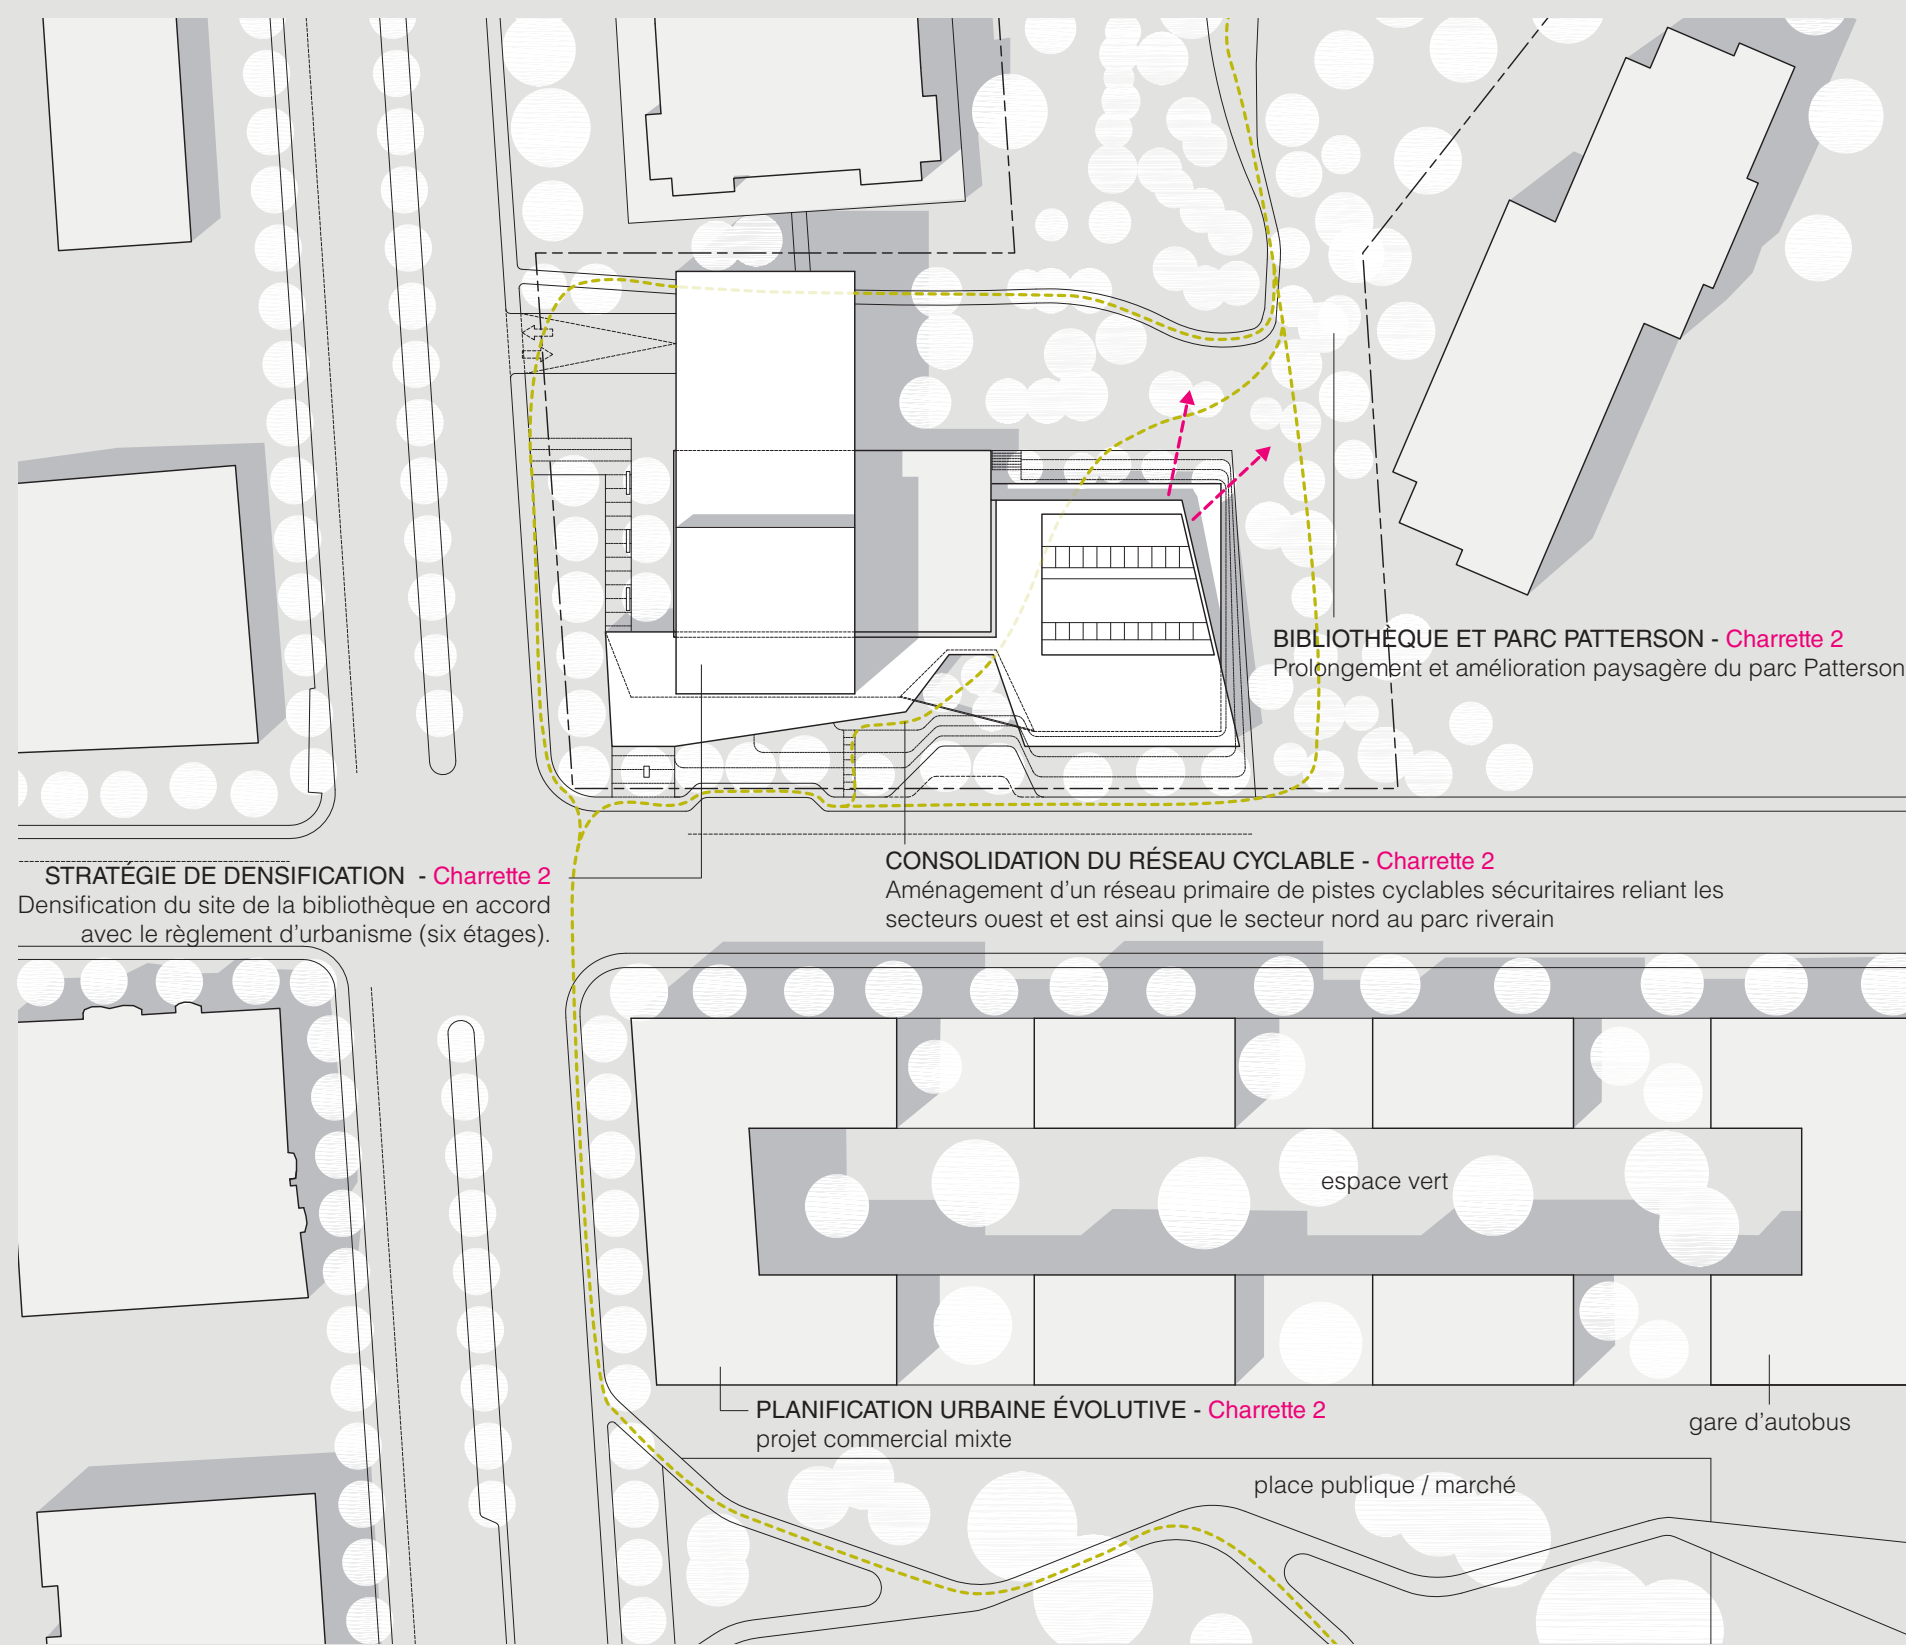 BIBLIOTHÈQUE ET PARC PATTERSON - Charrette 2
Prolongement et amélioration paysagère du parc Patterson
STRATÉGIE DE DENSIFICATION - Charrette 2
Densification du site de la bibliothèque en accord
avec le règlement d'urbanisme (six étages).
CONSOLIDATION DU RÉSEAU CYCLABLE - Charrette 2
Aménagement d'un réseau primaire de pistes cyclables sécuritaires reliant les
secteurs ouest et est ainsi que le secteur nord au parc riverain
espace vert
PLANIFICATION URBAINE ÉVOLUTIVE - Charrette 2
projet commercial mixte
gare d'autobus
place publique / marché